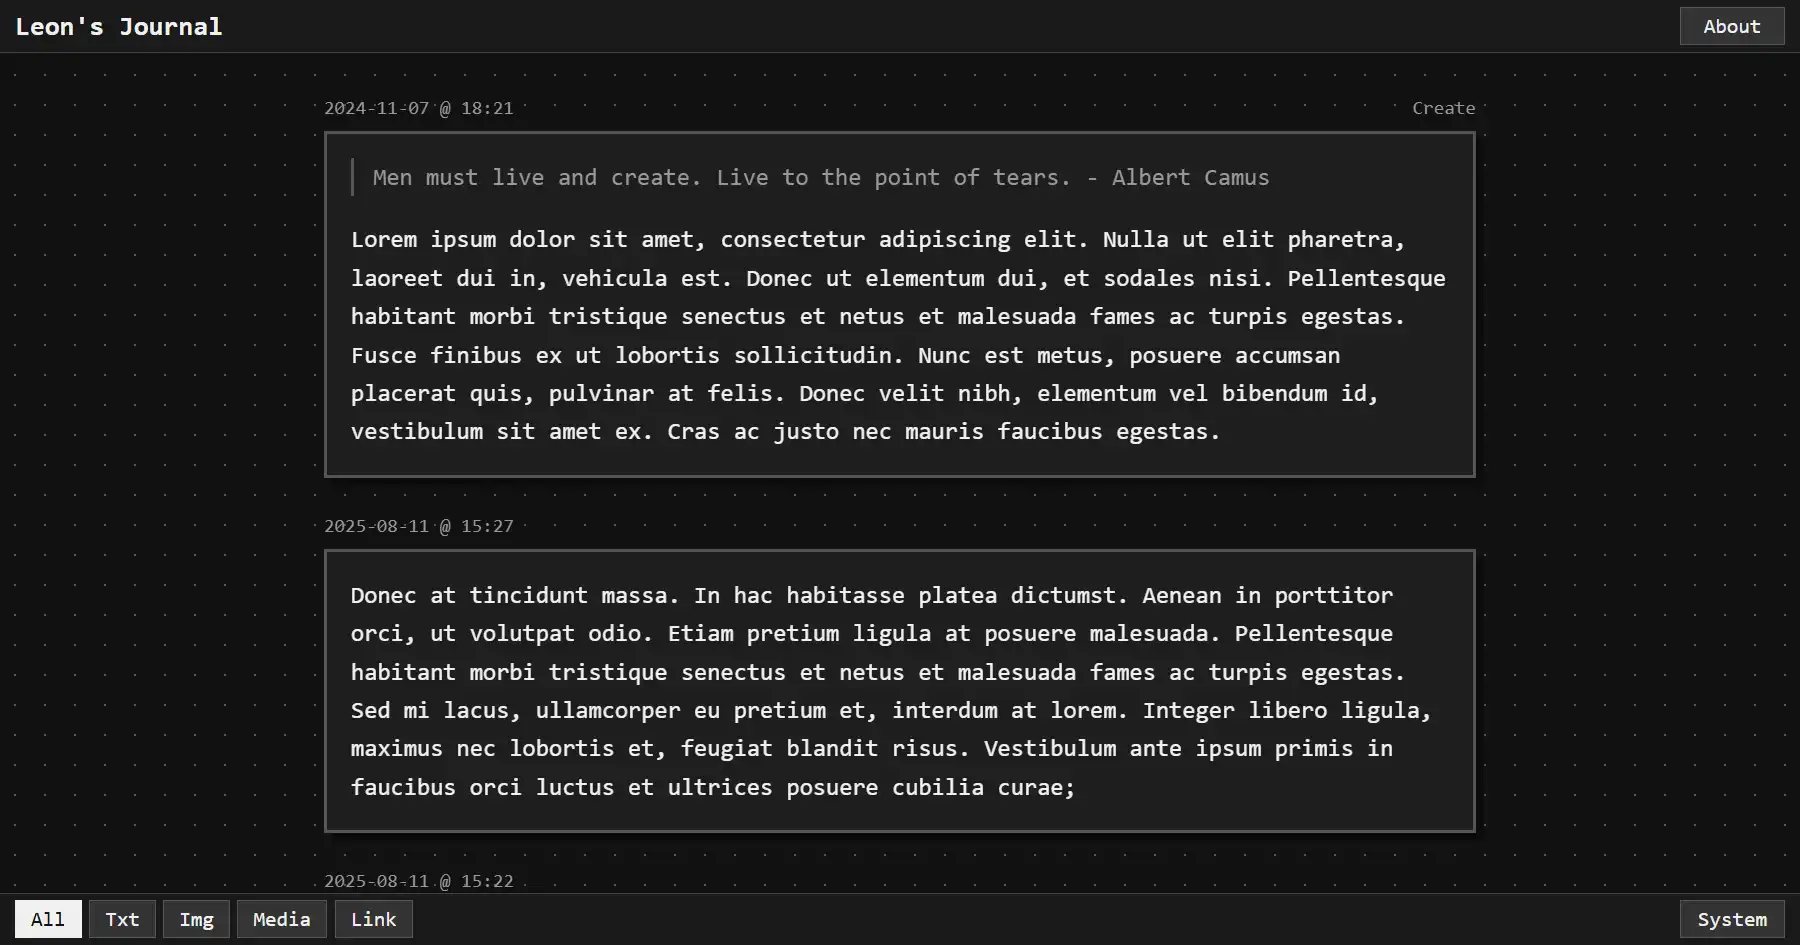 Leon's Journal
About
2024-11-07 @ 18:21
Create
Men must live and create. Live to the point of tears. - Albert Camus
Lorem ipsum dolor sit amet, consectetur adipiscing elit. Nulla ut elit pharetra,
laoreet dui in, vehicula est. Donec ut elementum dui, et sodales nisi. Pellentesque
habitant morbi tristique senectus et netus et malesuada fames ac turpis egestas.
Fusce finibus ex ut lobortis sollicitudin. Nunc est metus, posuere accumsan
placerat quis, pulvinar at felis. Donec velit nibh, elementum vel bibendum id,
vestibulum sit amet ex. Cras ac justo nec mauris faucibus egestas.
2025-08-11 @ 15:27
Donec at tincidunt massa. In hac habitasse platea dictumst. Aenean in porttitor
orci, ut volutpat odio. Etiam pretium ligula at posuere malesuada. Pellentesque
habitant morbi tristique senectus et netus et malesuada fames ac turpis egestas.
Sed mi lacus, ullamcorper eu pretium et, interdum at lorem. Integer libero ligula,
maximus nec lobortis et, feugiat blandit risus. Vestibulum ante ipsum primis in
faucibus orci luctus et ultrices posuere cubilia curae;
2025-08-11 @ 15:22
All
Txt
Img
Media
Link
System